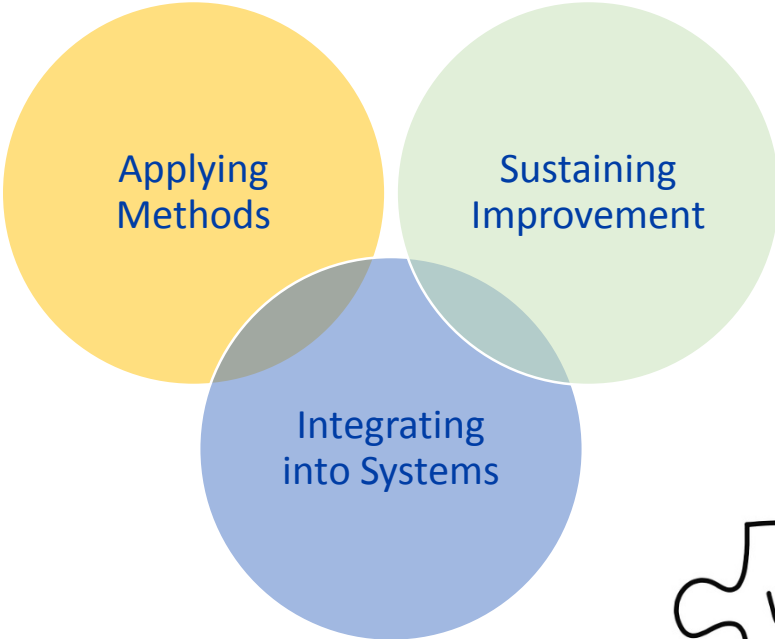 Applying
Methods
Sustaining
Improvement
Integrating
into Systems